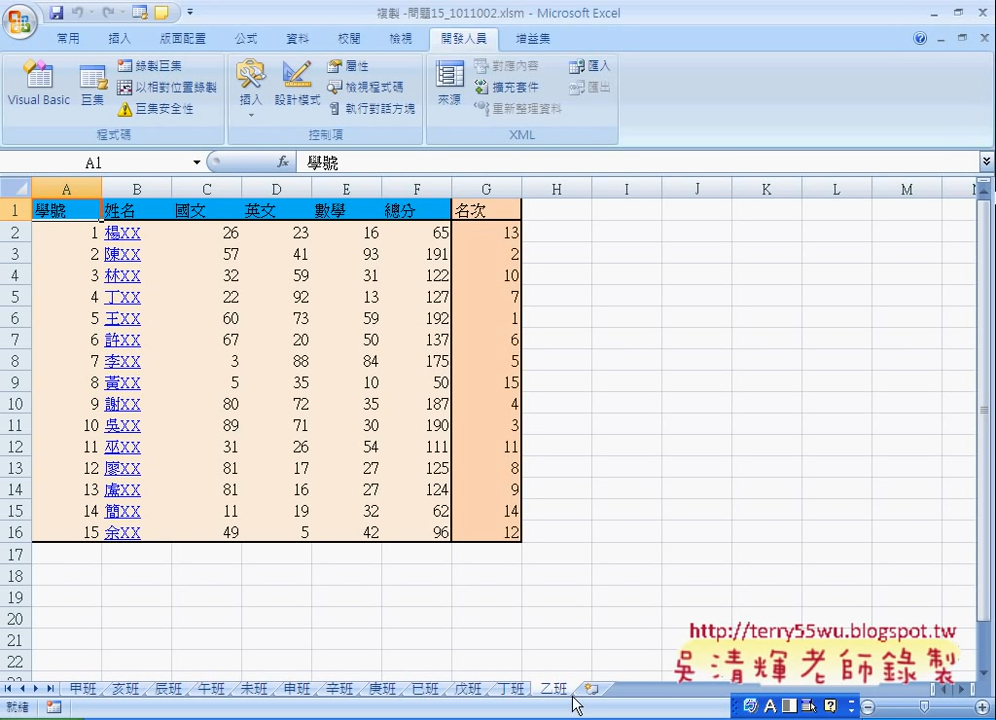 複製 -問題15_1011002.xlsm - Microsoft Excel
常用 插入 版面配置 公式 資料 校閱 檢視 開發人員 增益集
Visual Basic 巨集 錄製巨集 以相對位置錄製 巨集安全性 程式碼
插入 設計模式 屬性 檢視程式碼 執行對話方塊 控制項
來源 對應內容 擴充套件 重新整理資料 匯入 匯出 XML
A1 fx 學號
A B C D E F G H I J K L M
1 學號 姓名 國文 英文 數學 總分 名次
2 1 楊XX 26 23 16 65 13
3 2 陳XX 57 41 93 191 2
4 3 林XX 32 59 31 122 10
5 4 丁XX 22 92 13 127 7
6 5 王XX 60 73 59 192 1
7 6 許XX 67 20 50 137 6
8 7 李XX 3 88 84 175 5
9 8 黃XX 5 35 10 50 15
10 9 謝XX 80 72 35 187 4
11 10 吳XX 89 71 30 190 3
12 11 巫XX 31 26 54 111 11
13 12 廖XX 81 17 27 125 8
14 13 盧XX 81 16 27 124 9
15 14 簡XX 11 19 32 62 14
16 15 余XX 49 5 42 96 12
17
18
19
20
21
22
http://terry55wu.blogspot.tw
吳清輝老師錄製
甲班 亥班 辰班 午班 未班 申班 辛班 庚班 巳班 戊班 丁班 乙班
就緒